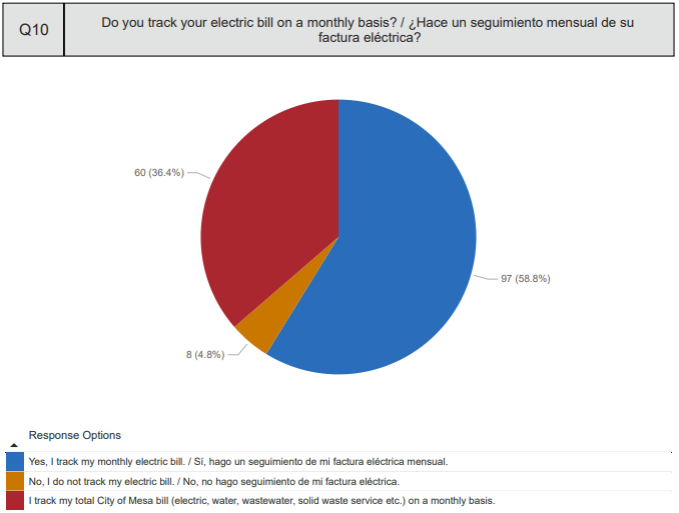 Q10
Do you track your electric bill on a monthly basis? / ¿Hace un seguimiento mensual de su
factura eléctrica?
60 (36.4%)
97 (58.8%)
8 (4.8%)
Response Options
Yes, I track my monthly electric bill. / Sí, hago un seguimiento de mi factura eléctrica mensual.
No, I do not track my electric bill. / No, no hago seguimiento de mi factura eléctrica.
I track my total City of Mesa bill (electric, water, wastewater, solid waste service etc.) on a monthly basis.